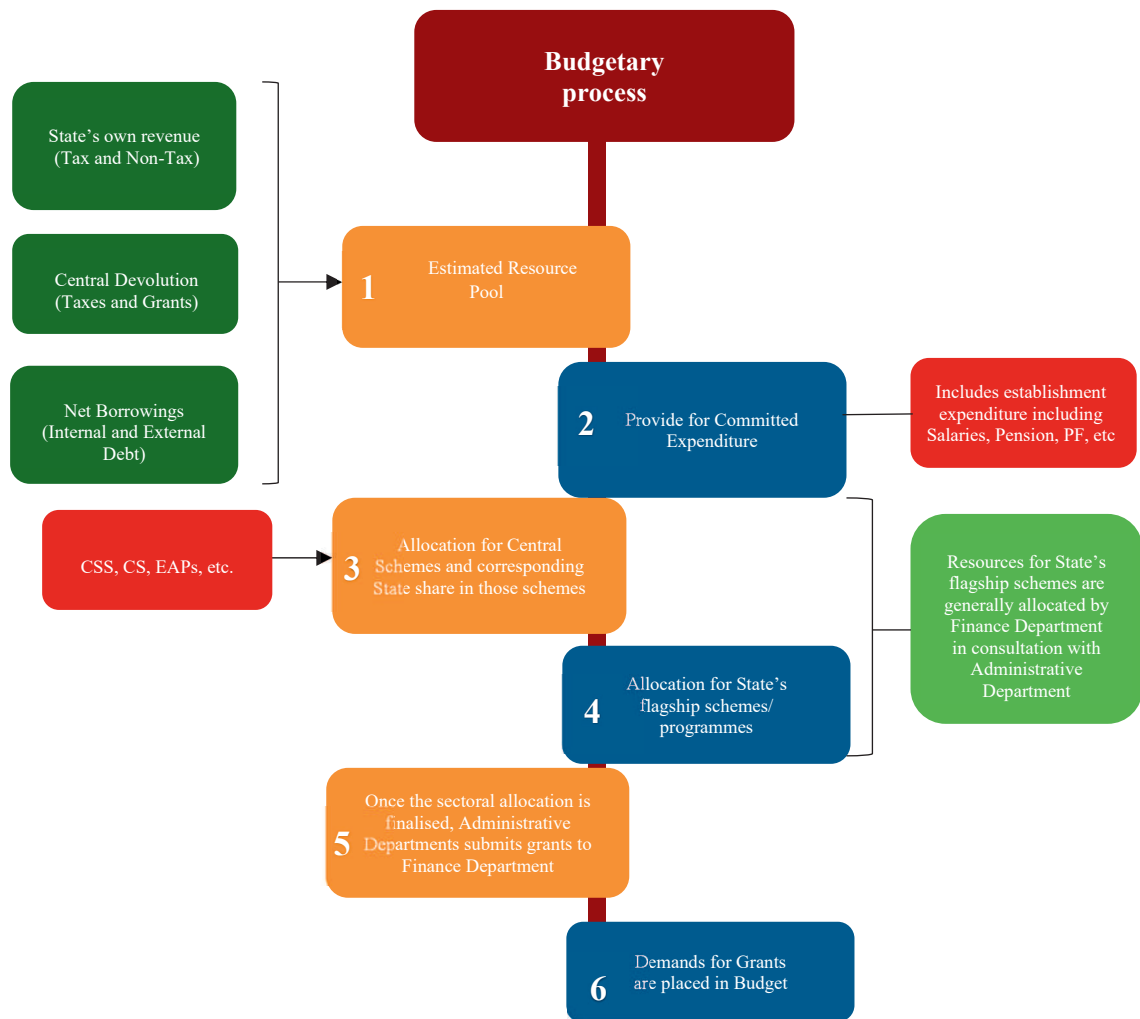 Budgetary
process
State’s own revenue
(Tax and Non-Tax)
Central Devolution
(Taxes and Grants)
Net Borrowings
(Internal and External
Debt)
1
Estimated Resource
Pool
2
Provide for Committed
Expenditure
Includes establishment
expenditure including
Salaries, Pension, PF, etc
CSS, CS, EAPs, etc.
3
Allocation for Central
Schemes and corresponding
State share in those schemes
4
Allocation for State’s
flagship schemes/
programmes
Resources for State’s
flagship schemes are
generally allocated by
Finance Department
in consultation with
Administrative
Department
5
Once the sectoral allocation is
finalised, Administrative
Departments submits grants to
Finance Department
6
Demands for Grants
are placed in Budget